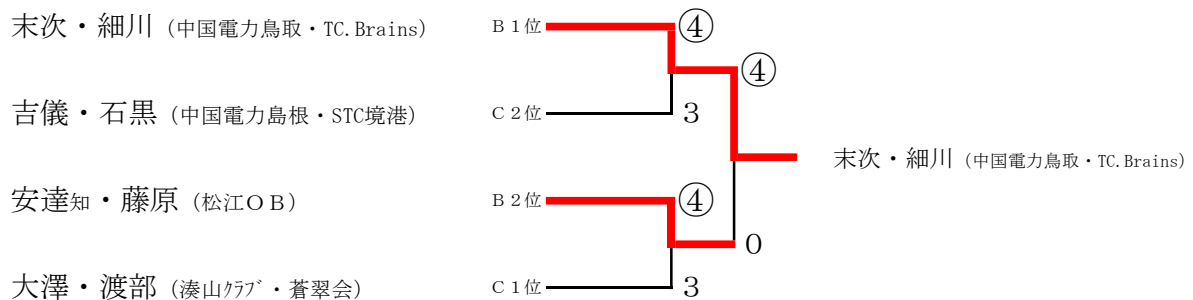 末次・細川（中国電力鳥取・TC.Brains） Ｂ１位 ④
④
吉儀・石黒（中国電力島根・STC境港） Ｃ２位 3
末次・細川（中国電力鳥取・TC.Brains）
安達知・藤原（松江ＯＢ） Ｂ２位 ④
0
大澤・渡部（湊山ｸﾗﾌﾞ・蒼翠会） Ｃ１位 3